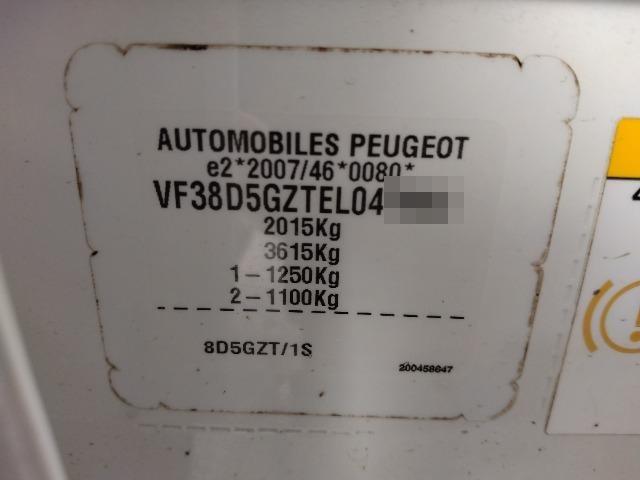 AUTOMOBILES PEUGEOT
e2*2007/46*0080*
VF38D5GZTEL04
2015Kg
3615Kg
1-1250Kg
2-1100Kg
8D5GZT/1S
200458647